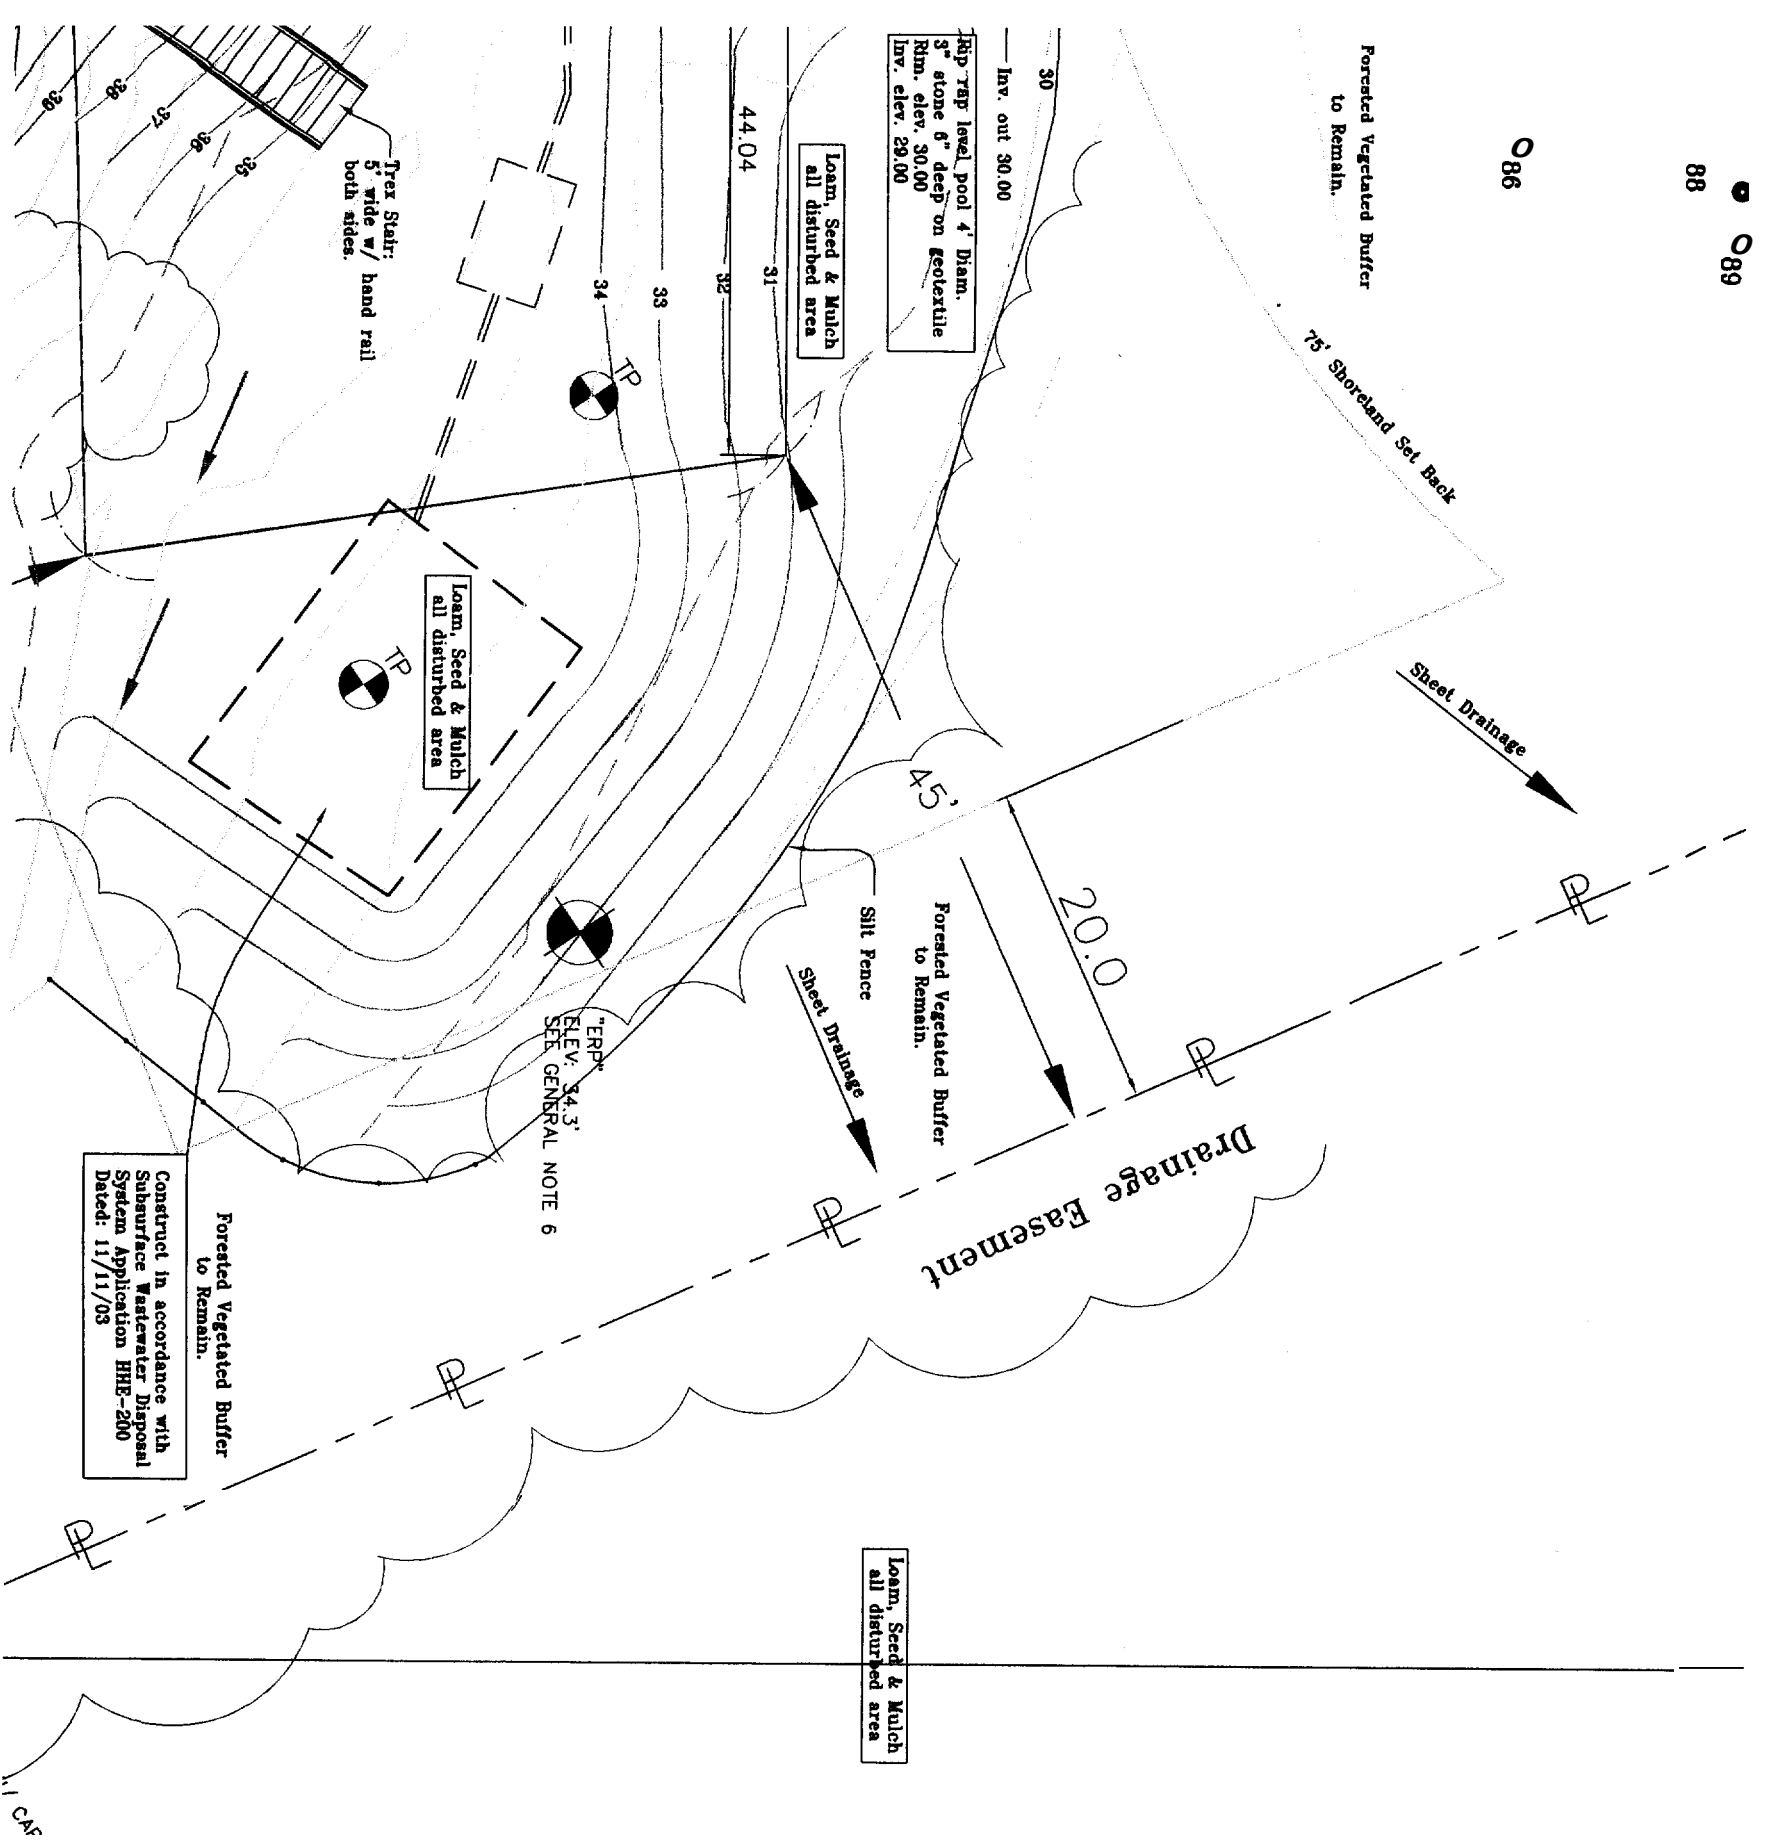 Forested Vegetated Buffer
to Remain.
86
88
89
30
Inv. out 30.00
Rip rap level pool 4' Diam.
3" stone 6" deep on geotextile
Rim. elev. 30.00
Inv. elev. 29.00
Loam, Seed & Mulch
all disturbed area
44.04
31
32
33
34
Trex Stair:
5' wide w/ hand rail
both sides.
35
36
37
38
39
TP
75' Shoreland Set Back
Sheet Drainage
Loam, Seed & Mulch
all disturbed area
TP
45'
20.0
Silt Fence
Forested Vegetated Buffer
to Remain.
Sheet Drainage
"ERP"
ELEV: 34.3'
SEE GENERAL NOTE 6
PL
PL
PL
PL
PL
Drainage Easement
Forested Vegetated Buffer
to Remain.
Construct in accordance with
Subsurface Wastewater Disposal
System Application HHE-200
Dated: 11/11/03
Loam, Seed & Mulch
all disturbed area